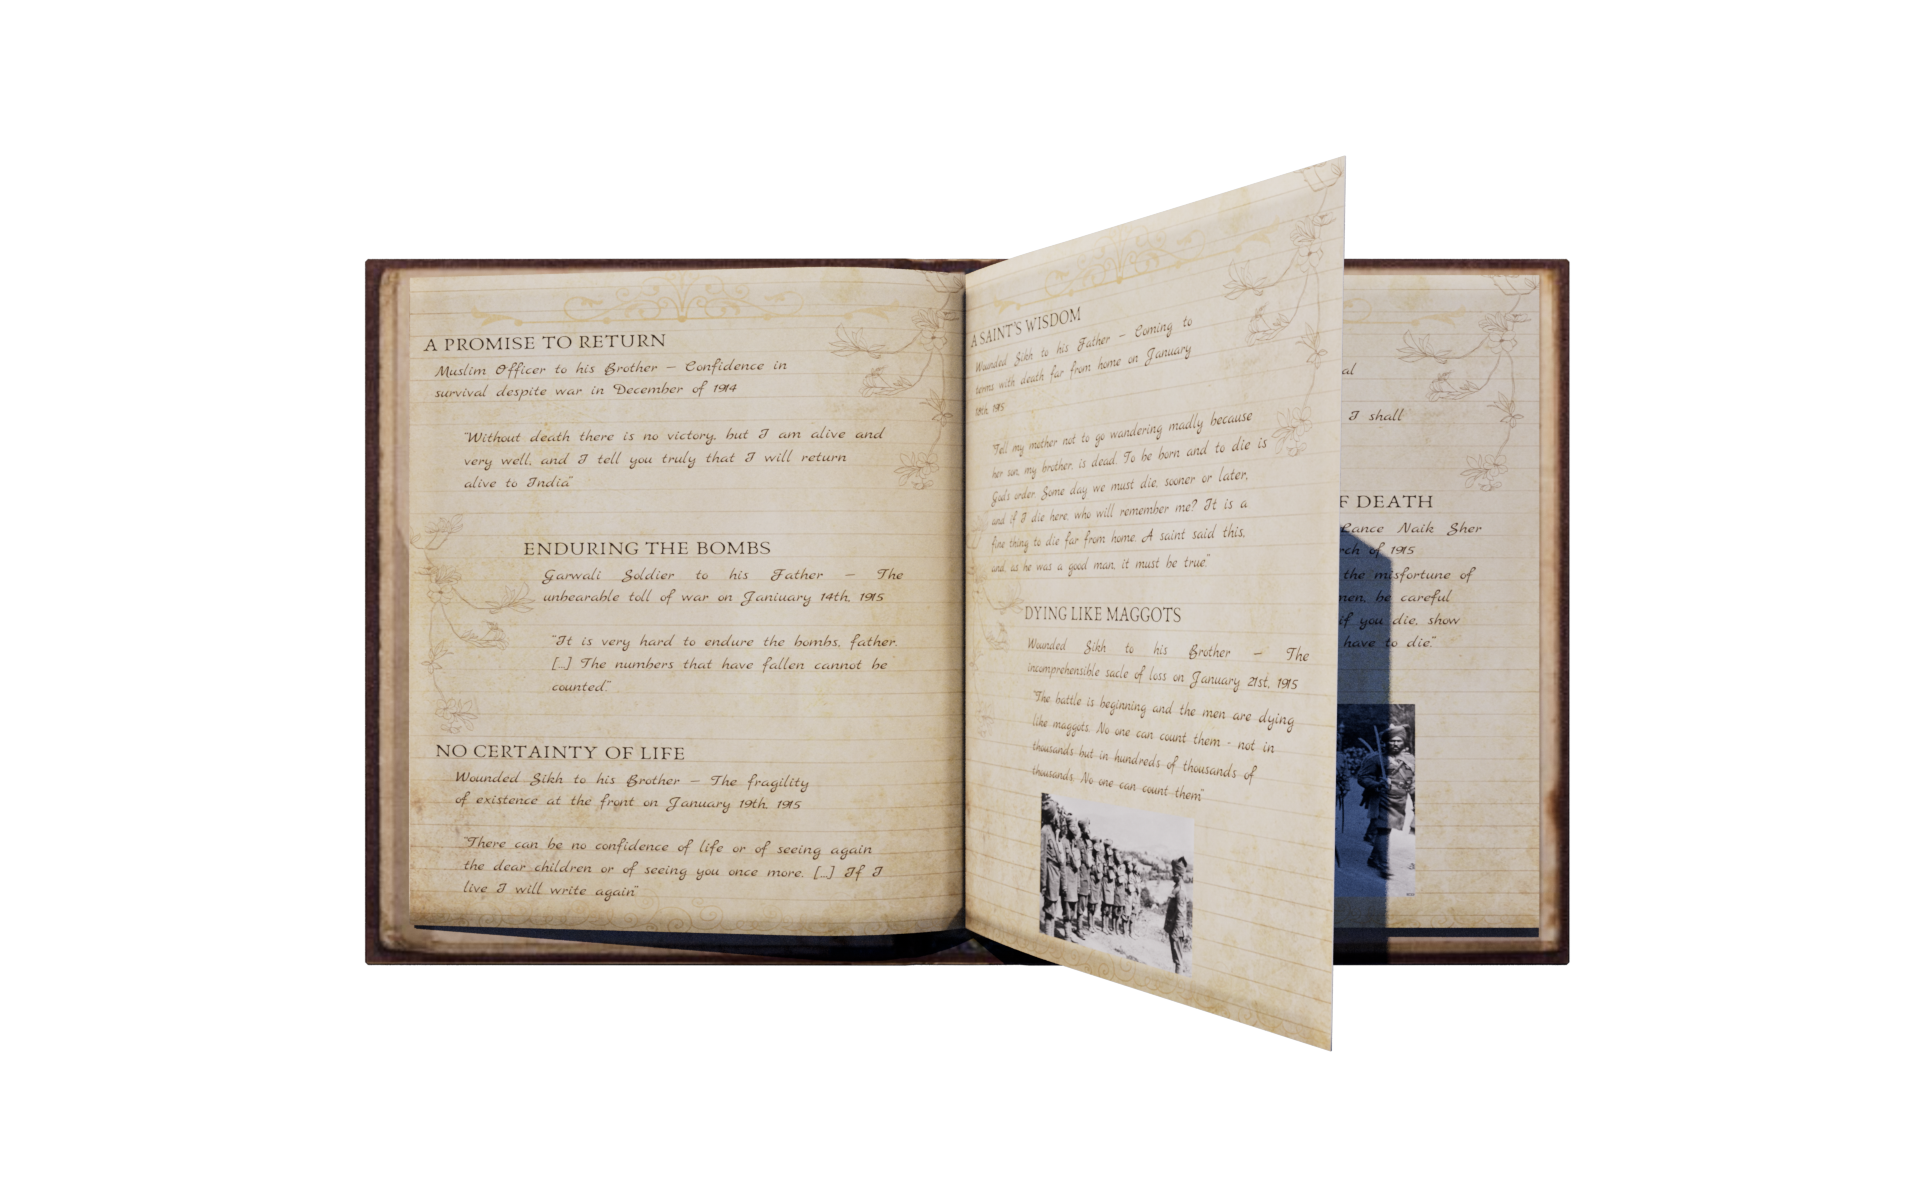 A PROMISE TO RETURN
Muslim Officer to his Brother – Confidence in
survival despite war in December of 1914
"Without death there is no victory, but I am alive and
very well, and I tell you truly that I will return
alive to India"
ENDURING THE BOMBS
Garwali Soldier to his Father – The
unbearable toll of war on Janiuary 14th, 1915
"It is very hard to endure the bombs, father.
[...] The numbers that have fallen cannot be
counted."
NO CERTAINTY OF LIFE
Wounded Sikh to his Brother – The fragility
of existence at the front on January 19th, 1915
"There can be no confidence of life or of seeing again
the dear children or of seeing you once more. [...] If I
live I will write again"
A SAINT'S WISDOM
Wounded Sikh to his Father – Coming to
terms with death far from home on January
18th, 1915
"Tell my mother not to go wandering madly because
her son, my brother, is dead. To be born and to die is
God's order. Some day we must die, sooner or later,
and if I die here, who will remember me? It is a
fine thing to die far from home. A saint said this,
and, as he was a good man, it must be true."
DYING LIKE MAGGOTS
Wounded Sikh to his Brother – The
incomprehensible sacle of loss on January 21st, 1915
"The battle is beginning and the men are dying
like maggots. No one can count them - not in
thousands but in hundreds of thousands of
thousands. No one can count them"
al
I shall
F DEATH
Lance Naik Sher
rch of 1915
the misfortune of
men, be careful
if you die, show
have to die."